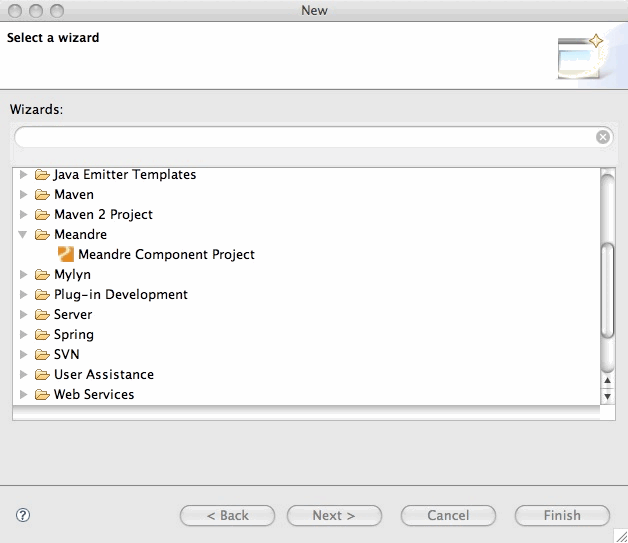 New
Select a wizard
Wizards:
Java Emitter Templates
Maven
Maven 2 Project
Meandre
Meandre Component Project
Mylyn
Plug-in Development
Server
Spring
SVN
User Assistance
Web Services
? < Back Next > Cancel Finish